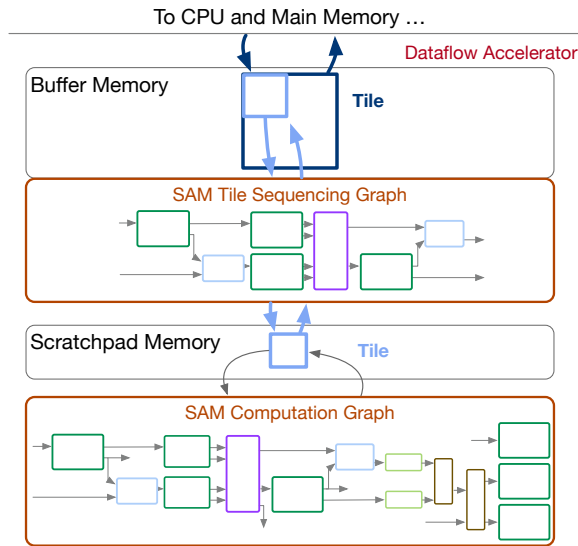 To CPU and Main Memory ...
Dataflow Accelerator
Buffer Memory
Tile
SAM Tile Sequencing Graph
Scratchpad Memory
Tile
SAM Computation Graph